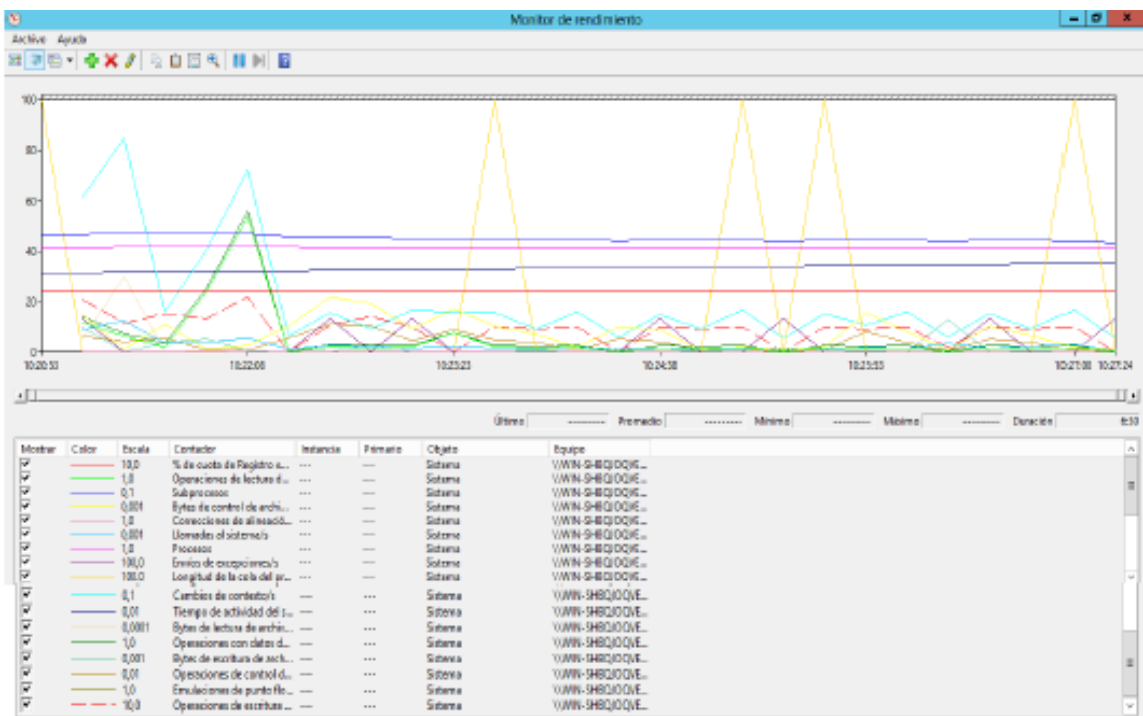 Monitor de rendimiento
Archivo Ayuda
100
80
60
40
20
0
10:20:53 10:22:08 10:23:23 10:24:38 10:25:53 10:27:08 10:27:24
Último --------- Promedio --------- Mínimo --------- Máximo --------- Duración 6:30
Mostrar Color Escala Contador Instancia Primario Objeto Equipo
10,0 % de cuota de Registro e... --- --- Sistema
1,0 Operaciones de lectura d... --- --- Sistema
0,1 Subprocesos --- --- Sistema
0,001 Bytes de control de archi... --- --- Sistema
1,0 Correcciones de alineació... --- --- Sistema
0,001 Llamadas al sistema/s --- --- Sistema
1,0 Procesos --- --- Sistema
100,0 Envíos de excepciones/s --- --- Sistema
100,0 Longitud de la cola del pr... --- --- Sistema
0,1 Cambios de contexto/s --- --- Sistema
0,01 Tiempo de actividad del s... --- --- Sistema
0,0001 Bytes de lectura de archiv... --- --- Sistema
1,0 Operaciones con datos d... --- --- Sistema
0,001 Bytes de escritura de arch... --- --- Sistema
0,01 Operaciones de control d... --- --- Sistema
1,0 Emulaciones de punto flo... --- --- Sistema
10,0 Operaciones de escritura ... --- --- Sistema